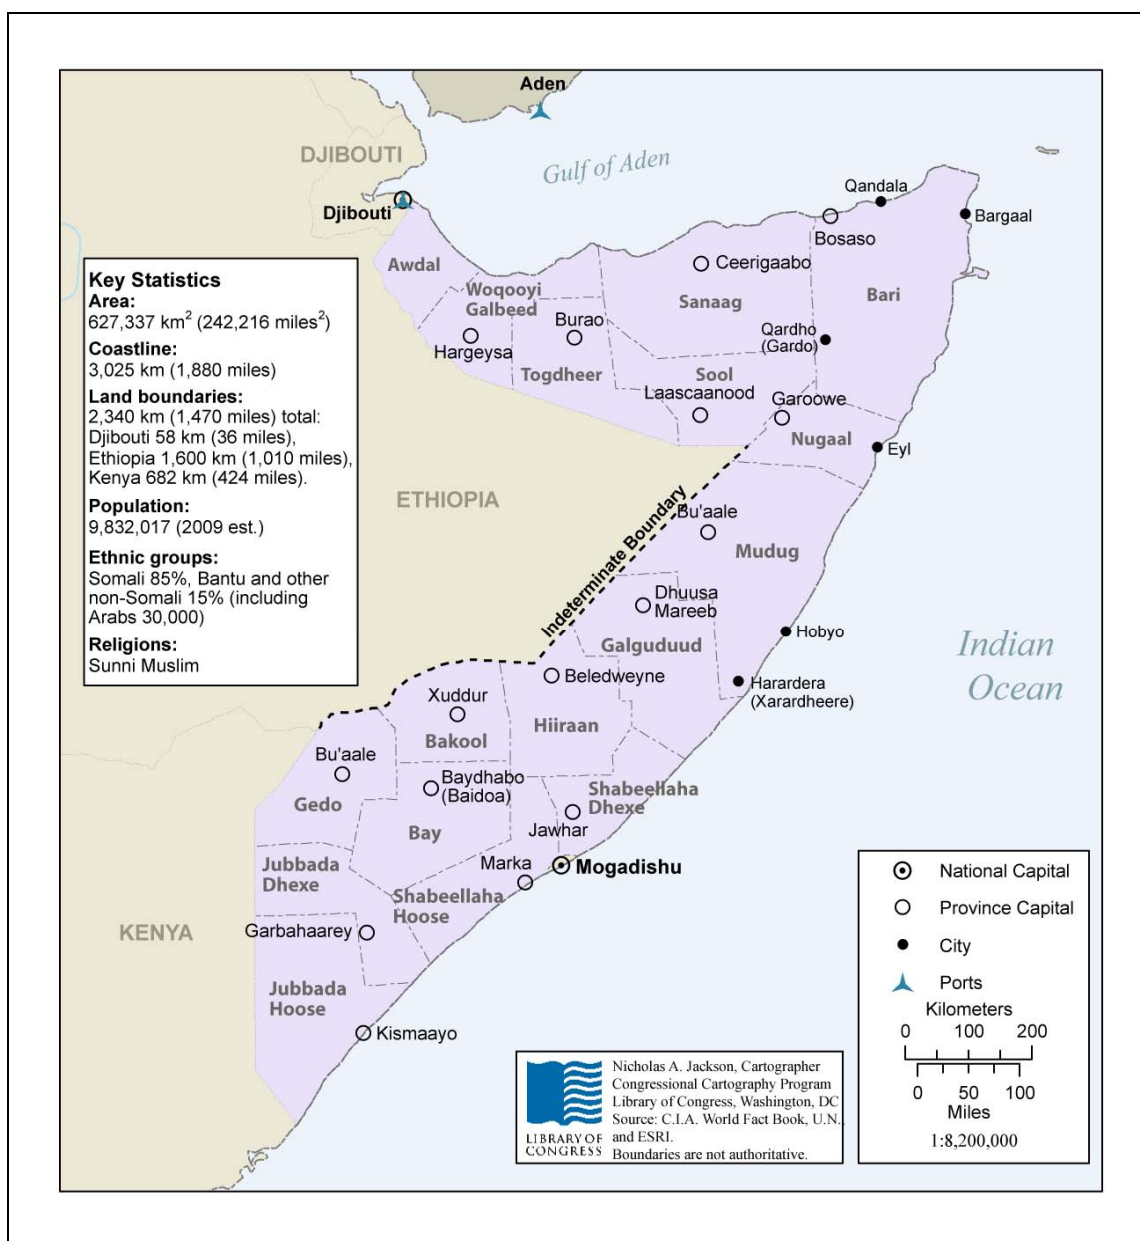 Aden
DJIBOUTI
Gulf of Aden
Djibouti
Qandala
Bargaal
Bosaso
Awdal
Ceerigaabo
Woqooyi
Galbeed
Sanaag
Bari
Burao
Hargeysa
Qardho
(Gardo)
Togdheer
Sool
Laascaanood
Garoowe
Nugaal
Eyl
Key Statistics
Area:
627,337 km² (242,216 miles²)
Coastline:
3,025 km (1,880 miles)
Land boundaries:
2,340 km (1,470 miles) total:
Djibouti 58 km (36 miles),
Ethiopia 1,600 km (1,010 miles),
Kenya 682 km (424 miles).
Population:
9,832,017 (2009 est.)
Ethnic groups:
Somali 85%, Bantu and other
non-Somali 15% (including
Arabs 30,000)
Religions:
Sunni Muslim
ETHIOPIA
Indeterminate Boundary
Bu'aale
Mudug
Dhuusa
Mareeb
Galguduud
Hobyo
Indian
Ocean
Beledweyne
Harardera
(Xarardheere)
Xuddur
Bakool
Hiiraan
Bu'aale
Gedo
Baydhabo
(Baidoa)
Bay
Shabeellaha
Dhexe
Jawhar
Marka
Mogadishu
Jubbada
Dhexe
Shabeellaha
Hoose
KENYA
Garbahaarey
Jubbada
Hoose
Kismaayo
National Capital
Province Capital
City
Ports
Kilometers
0 100 200
0 50 100
Miles
1:8,200,000
LIBRARY OF
CONGRESS
Nicholas A. Jackson, Cartographer
Congressional Cartography Program
Library of Congress, Washington, DC
Source: C.I.A. World Fact Book, U.N.,
and ESRI.
Boundaries are not authoritative.